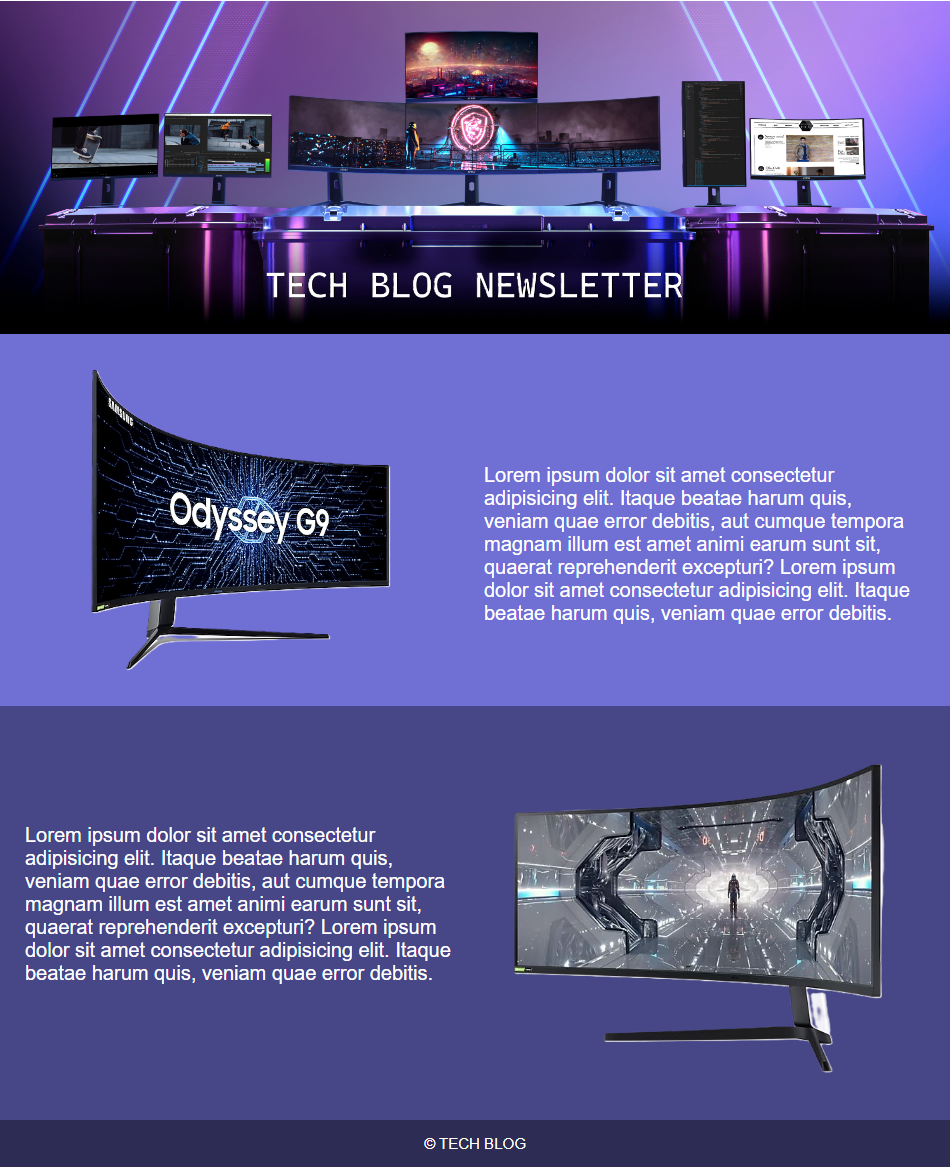 TECH BLOG NEWSLETTER
SAMSUNG
Odyssey G9
Lorem ipsum dolor sit amet consectetur
adipisicing elit. Itaque beatae harum quis,
veniam quae error debitis, aut cumque tempora
magnam illum est amet animi earum sunt sit,
quaerat reprehenderit excepturi? Lorem ipsum
dolor sit amet consectetur adipisicing elit. Itaque
beatae harum quis, veniam quae error debitis.
Lorem ipsum dolor sit amet consectetur
adipisicing elit. Itaque beatae harum quis,
veniam quae error debitis, aut cumque tempora
magnam illum est amet animi earum sunt sit,
quaerat reprehenderit excepturi? Lorem ipsum
dolor sit amet consectetur adipisicing elit. Itaque
beatae harum quis, veniam quae error debitis.
© TECH BLOG